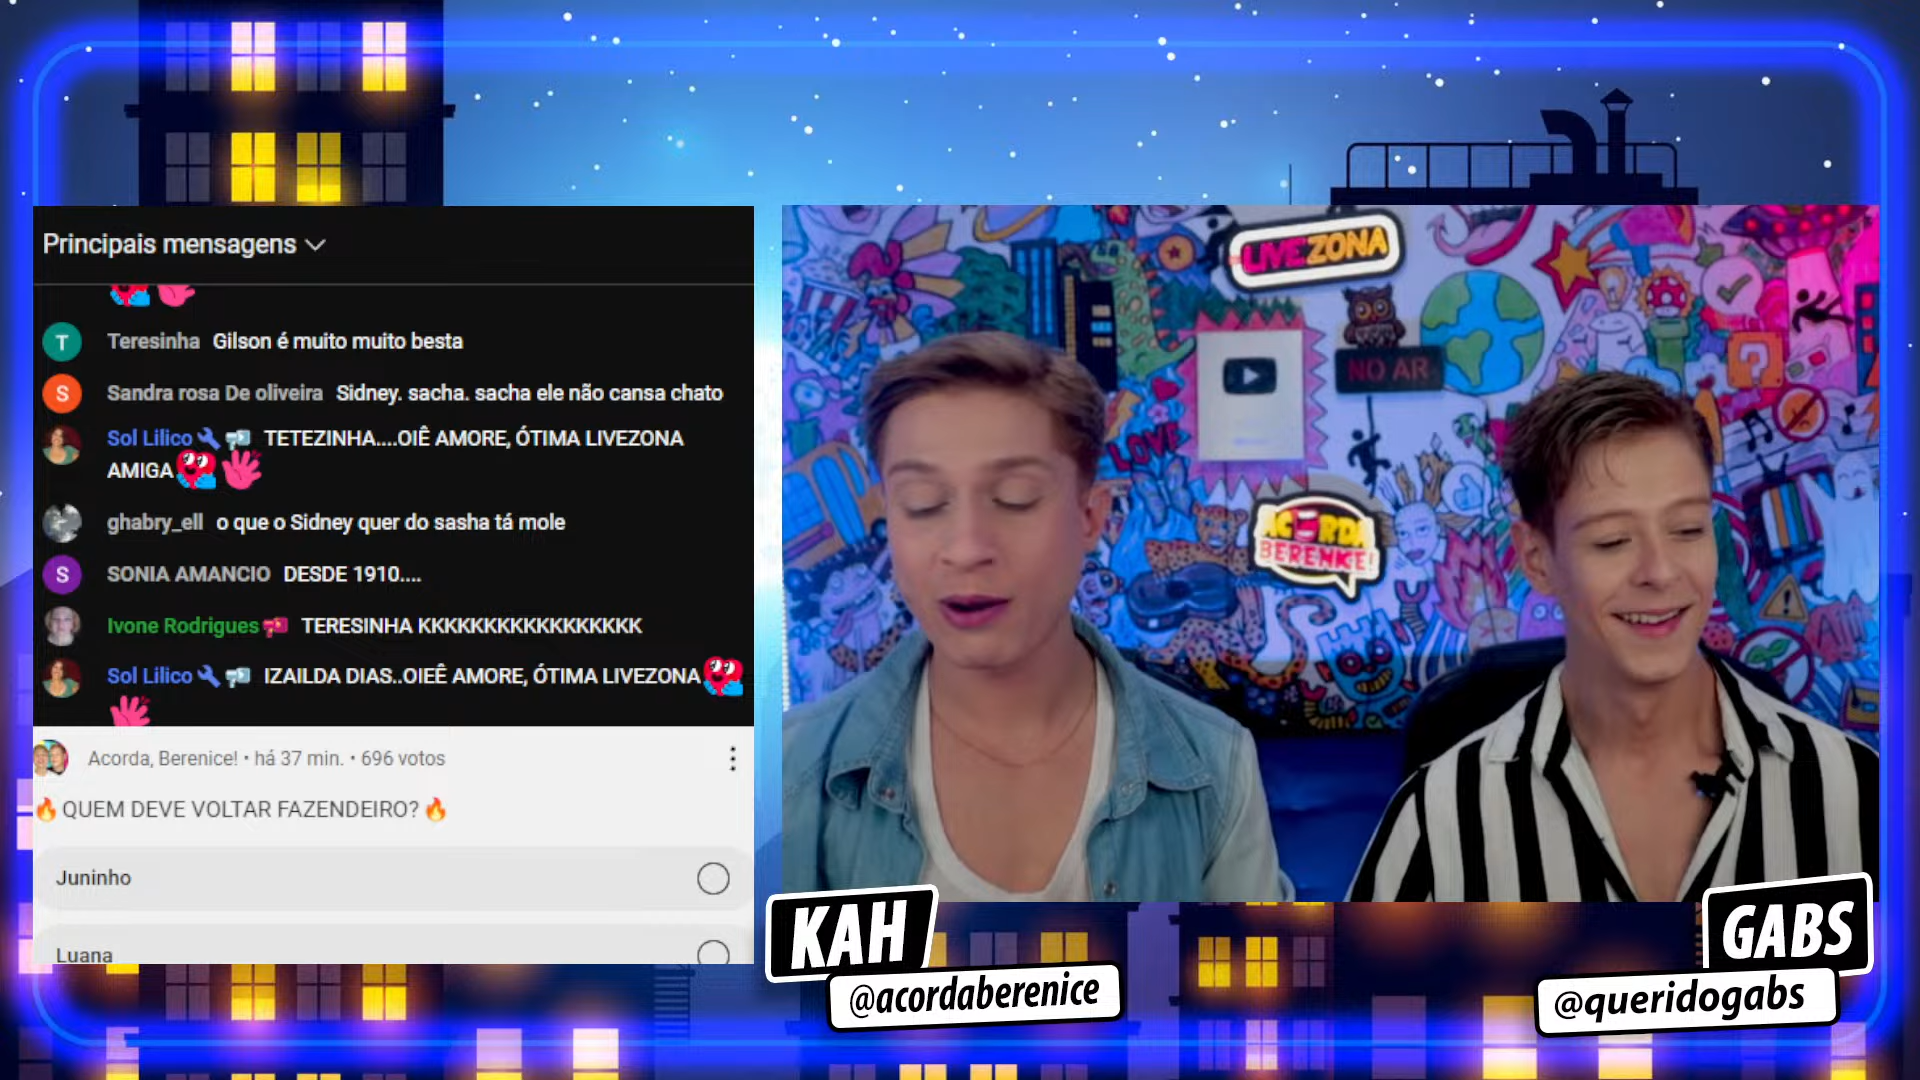 Principais mensagens
Teresinha Gilson é muito muito besta
Sandra rosa De oliveira Sidney. sacha. sacha ele não cansa chato
Sol Lilico TETEZINHA....OIÊ AMORE, ÓTIMA LIVEZONA
AMIGA
ghabry_ell o que o Sidney quer do sasha tá mole
SONIA AMANCIO DESDE 1910....
Ivone Rodrigues TERESINHA KKKKKKKKKKKKKKKKK
Sol Lilico IZAILDA DIAS..OIEÊ AMORE, ÓTIMA LIVEZONA
Acorda, Berenice! • há 37 min. • 696 votos
🔥 QUEM DEVE VOLTAR FAZENDEIRO? 🔥
Juninho
Luana
LIVEZONA
NO AR
LOVE
ACORDA
BERENICE!
KAH
@acordaberenice
GABS
@queridogabs
T
S
S